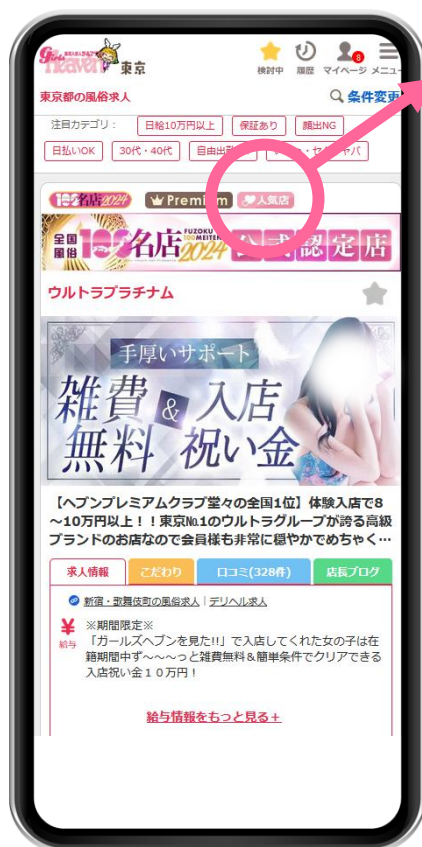 Girls Heaven 東京
検討中 履歴 8 マイページ メニュー
東京都の風俗求人 条件変更
注目カテゴリ： 日給10万円以上 保証あり 顔出NG
日払いOK 30代・40代 自由出
100名店2024 Premium 人気店
全国風俗 100名店 FUZOKU 100MEITEN 2024 公式認定店
ウルトラプラチナム
手厚いサポート
雑費 & 入店
無料 祝い金
【ヘブンプレミアムクラブ堂々の全国1位】体験入店で8
～10万円以上！！東京№1のウルトラグループが誇る高級
ブランドのお店なので会員様も非常に穏やかでめちゃく…
求人情報 こだわり 口コミ(328件) 店長ブログ
新宿・歌舞伎町の風俗求人 | デリヘル求人
¥ ※期間限定※
給与 「ガールズヘブンを見た!!」で入店してくれた女の子は在
籍期間中ず～～～っと雑費無料&簡単条件でクリアできる
入店祝い金１０万円！
給与情報をもっと見る+